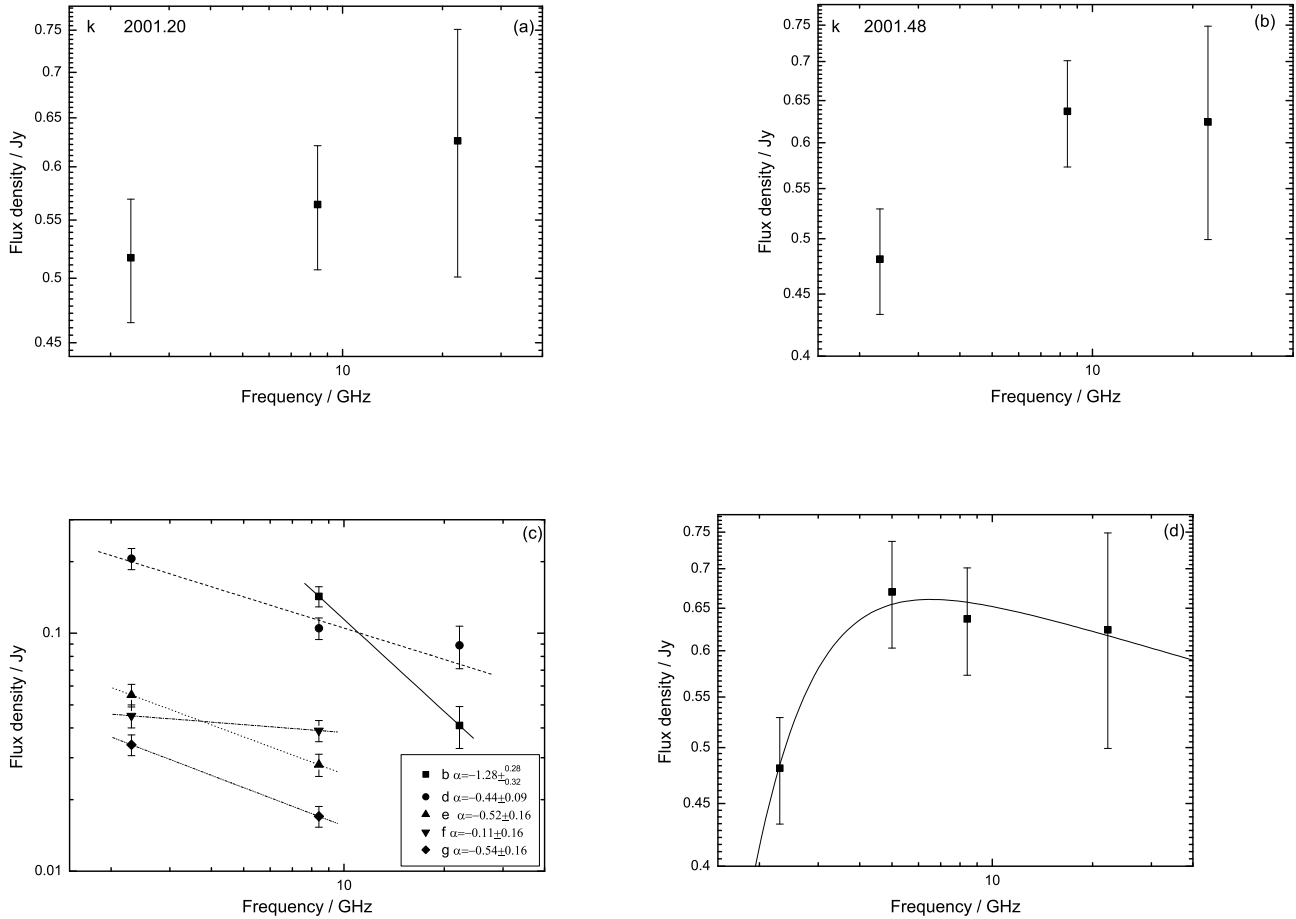 k 2001.20 (a)
0.75
0.7
0.65
0.6
0.55
0.5
0.45
Flux density / Jy
10
Frequency / GHz
k 2001.48 (b)
0.75
0.7
0.65
0.6
0.55
0.5
0.45
0.4
Flux density / Jy
10
Frequency / GHz
(c)
0.1
0.01
Flux density / Jy
b α=−1.28±0.28 0.32
d α=−0.44±0.09
e α=−0.52±0.16
f α=−0.11±0.16
g α=−0.54±0.16
10
Frequency / GHz
(d)
0.75
0.7
0.65
0.6
0.55
0.5
0.45
0.4
Flux density / Jy
10
Frequency / GHz